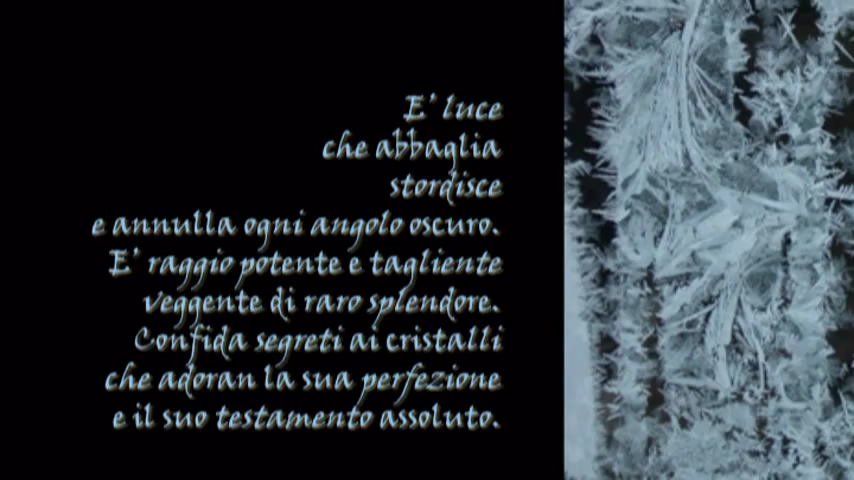 E' luce
che abbaglia
stordisce
e annulla ogni angolo oscuro.
E' raggio potente e tagliente
veggente di raro splendore.
Confida segreti ai cristalli
che adoran la sua perfezione
e il suo testamento assoluto.